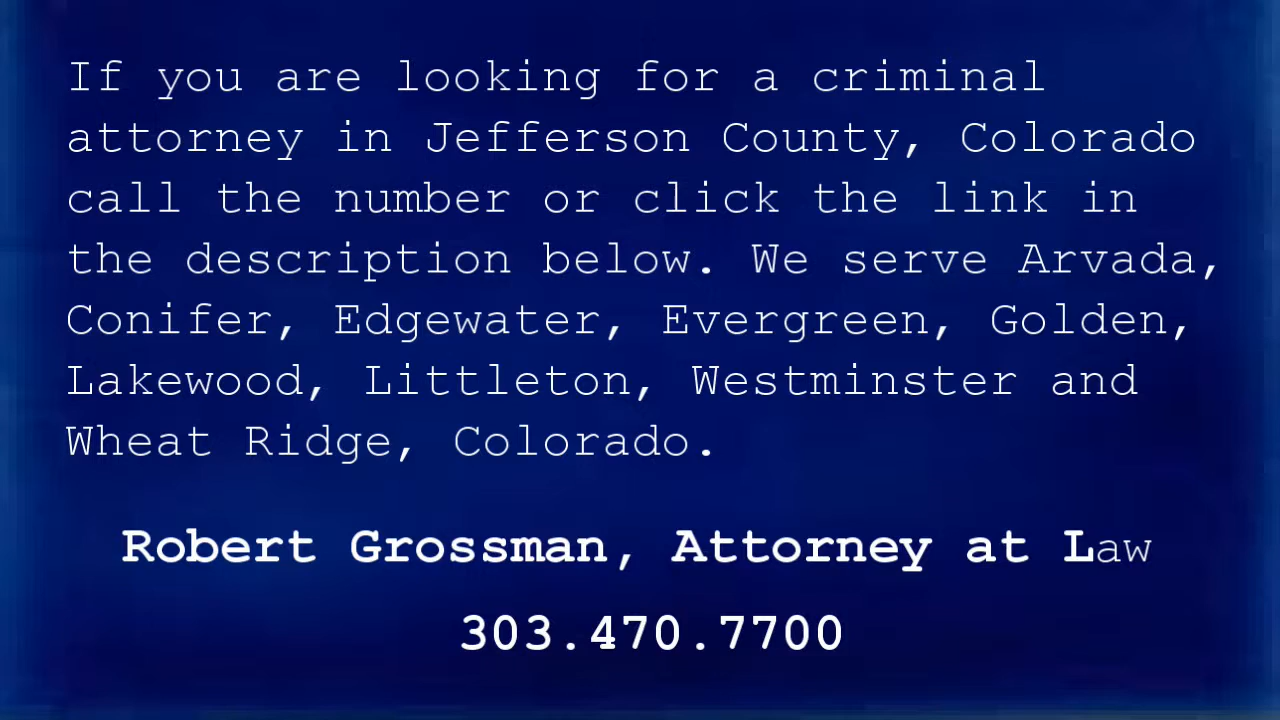 If you are looking for a criminal
attorney in Jefferson County, Colorado
call the number or click the link in
the description below. We serve Arvada,
Conifer, Edgewater, Evergreen, Golden,
Lakewood, Littleton, Westminster and
Wheat Ridge, Colorado.
Robert Grossman, Attorney at Law
303.470.7700